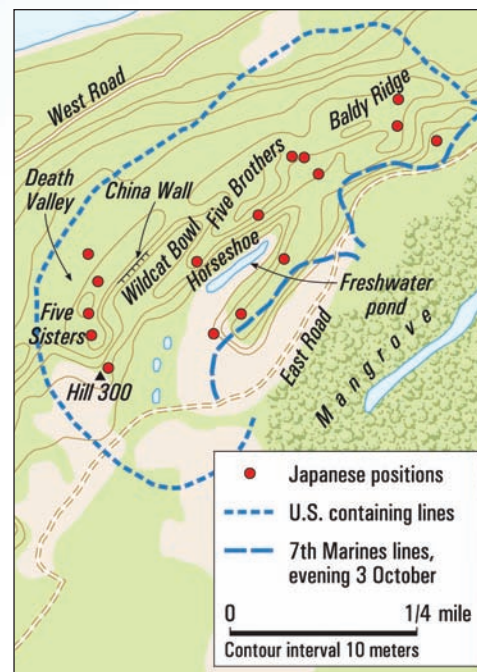 West Road
Baldy Ridge
Death
Valley
China Wall
Five Brothers
Wildcat Bowl
Horseshoe
Five
Sisters
Freshwater
pond
East Road
Mangrove
Hill 300
Japanese positions
U.S. containing lines
7th Marines lines,
evening 3 October
0 1/4 mile
Contour interval 10 meters